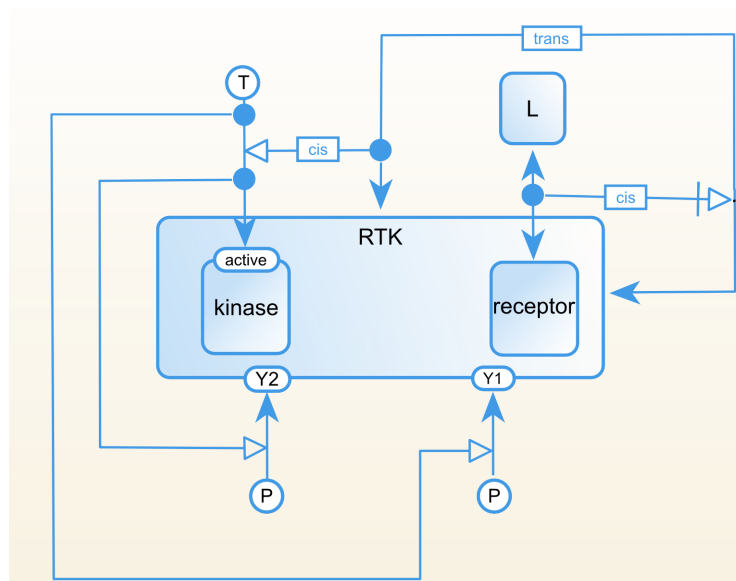 trans
T
L
cis
cis
RTK
active
kinase
receptor
Y2
Y1
P
P